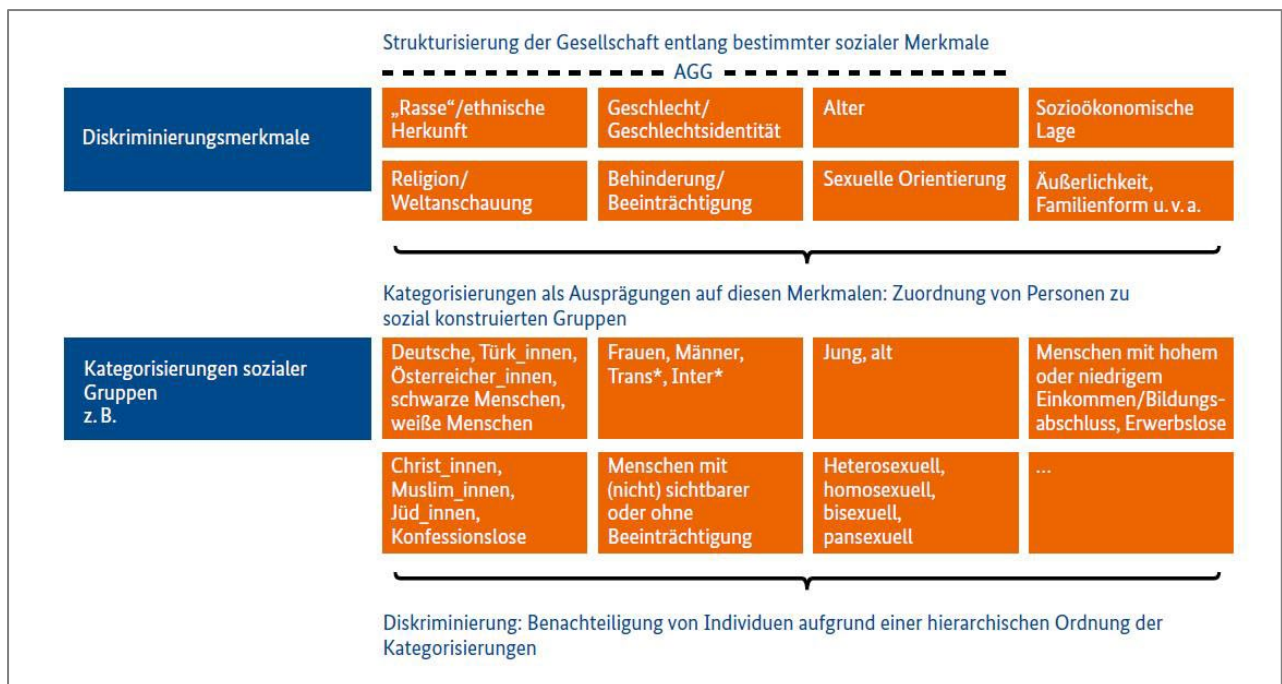 Strukturisierung der Gesellschaft entlang bestimmter sozialer Merkmale
AGG
Diskriminierungsmerkmale
„Rasse“/ethnische
Herkunft
Geschlecht/
Geschlechtsidentität
Alter
Sozioökonomische
Lage
Religion/
Weltanschauung
Behinderung/
Beeinträchtigung
Sexuelle Orientierung
Äußerlichkeit,
Familienform u. v. a.
Kategorisierungen als Ausprägungen auf diesen Merkmalen: Zuordnung von Personen zu
sozial konstruierten Gruppen
Kategorisierungen sozialer
Gruppen
z. B.
Deutsche, Türk_innen,
Österreicher_innen,
schwarze Menschen,
weiße Menschen
Frauen, Männer,
Trans*, Inter*
Jung, alt
Menschen mit hohem
oder niedrigem
Einkommen/Bildungs-
abschluss, Erwerbslose
Christ_innen,
Muslim_innen,
Jüd_innen,
Konfessionslose
Menschen mit
(nicht) sichtbarer
oder ohne
Beeinträchtigung
Heterosexuell,
homosexuell,
bisexuell,
pansexuell
...
Diskriminierung: Benachteiligung von Individuen aufgrund einer hierarchischen Ordnung der
Kategorisierungen